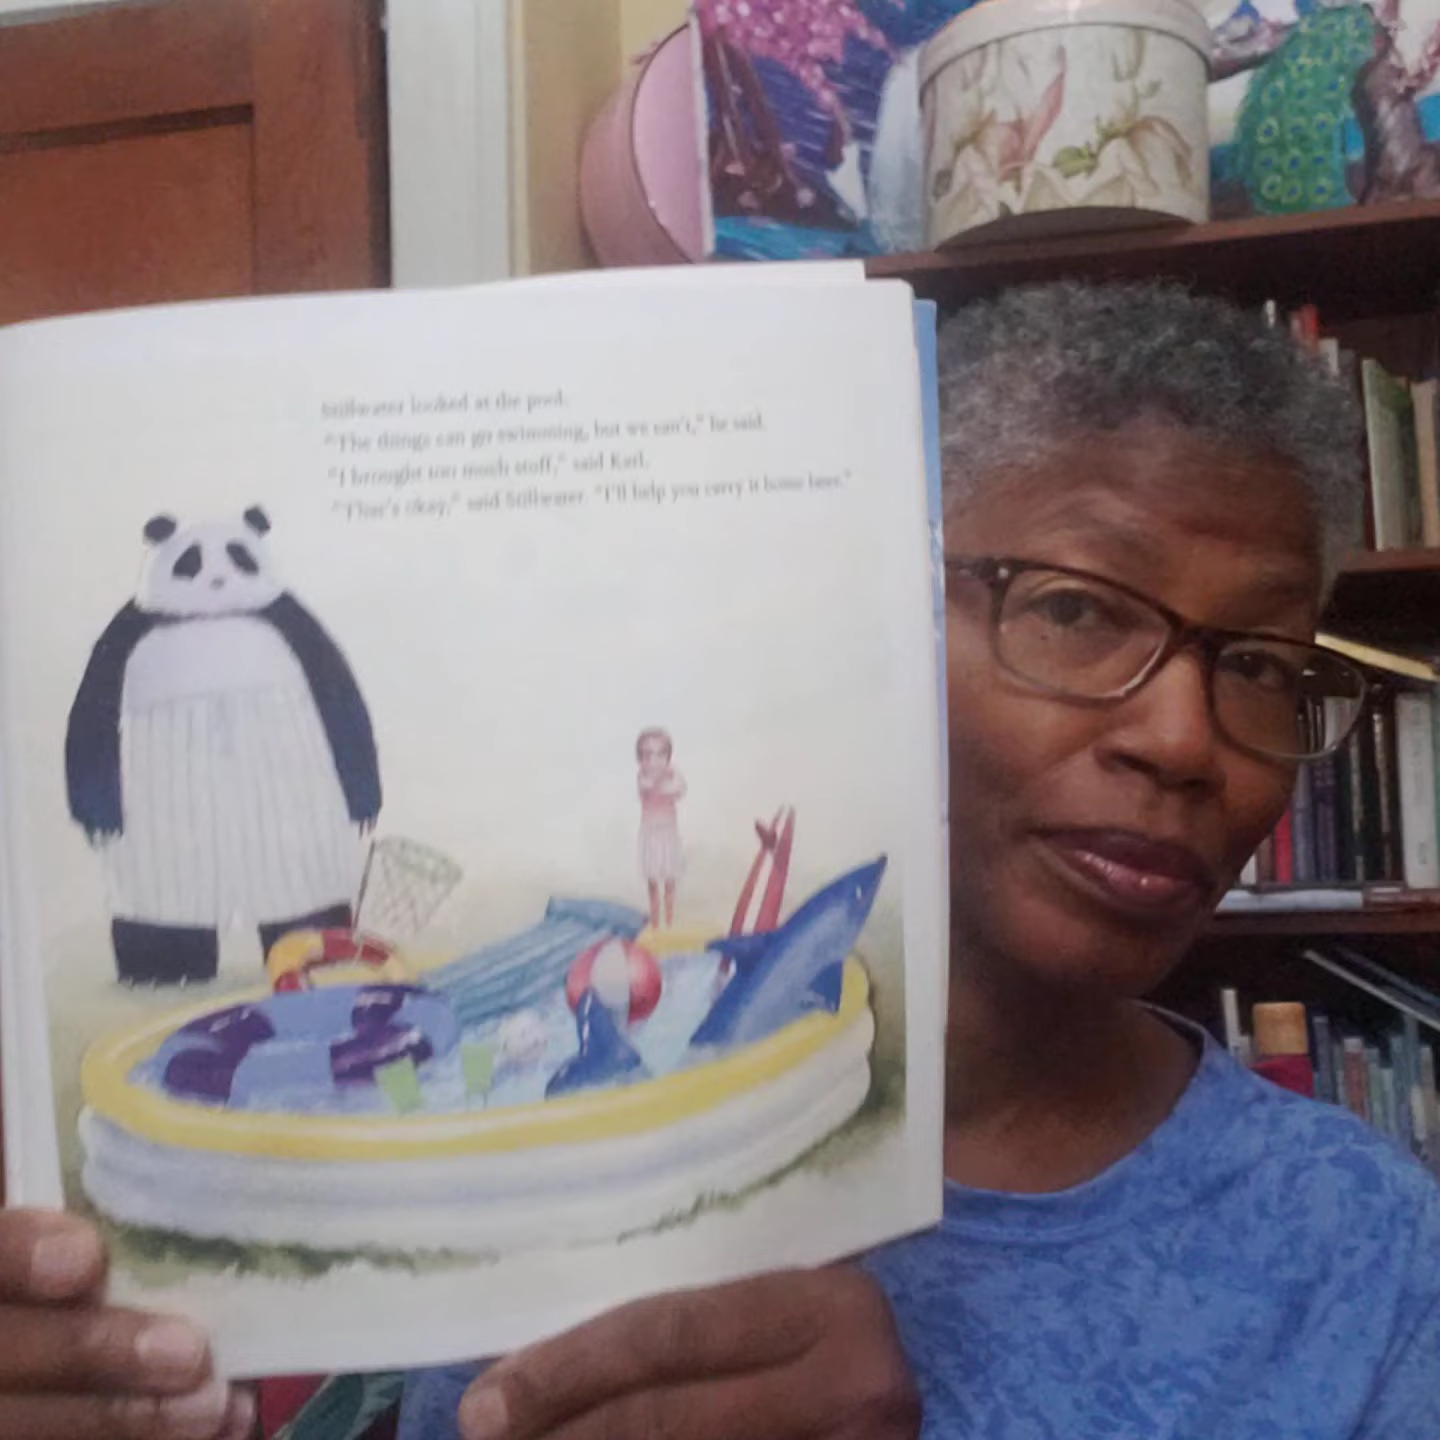 Stillwater looked at the pool.
"The things can go swimming, but we can't," he said.
"I brought too much stuff," said Karl.
"That's okay," said Stillwater. "I'll help you carry it home later."